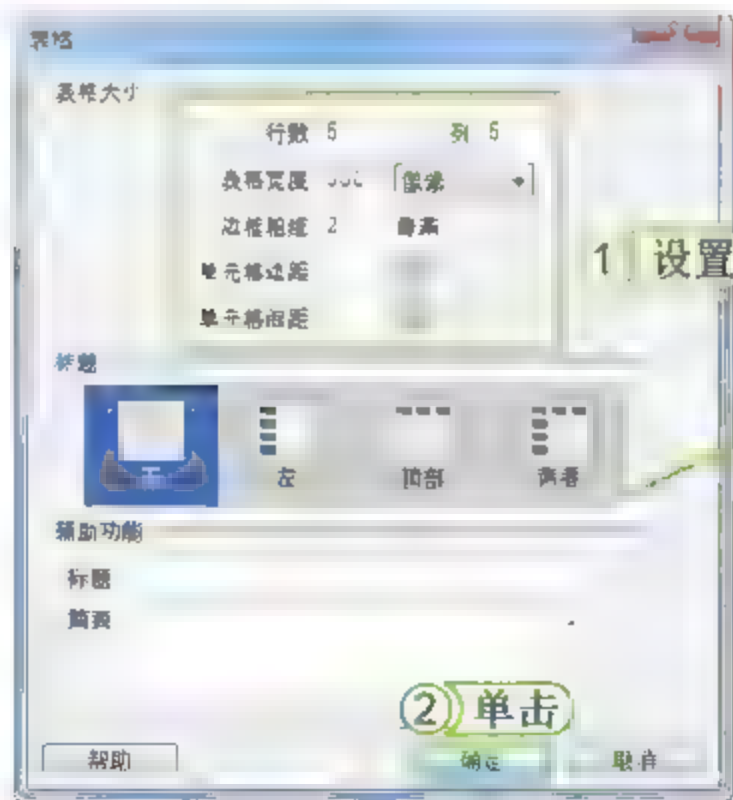 表格
表格大小
行数 5 列 5
表格宽度 像素
边框粗细 2 像素
1 设置
单元格边距
单元格间距
标题
无 左 顶部 两者
辅助功能
标题
摘要
② 单击
帮助 确定 取消